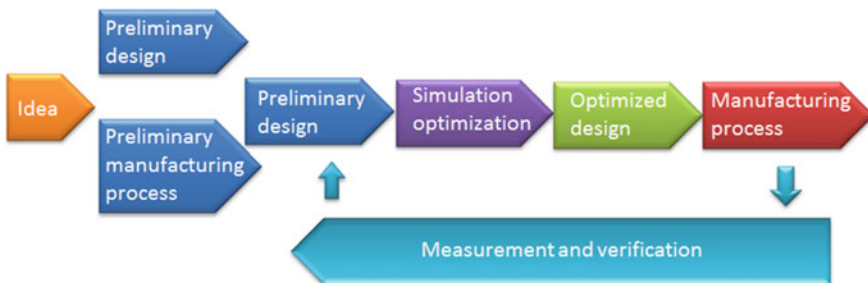 Idea
Preliminary
design
Preliminary
manufacturing
process
Preliminary
design
Simulation
optimization
Optimized
design
Manufacturing
process
Measurement and verification